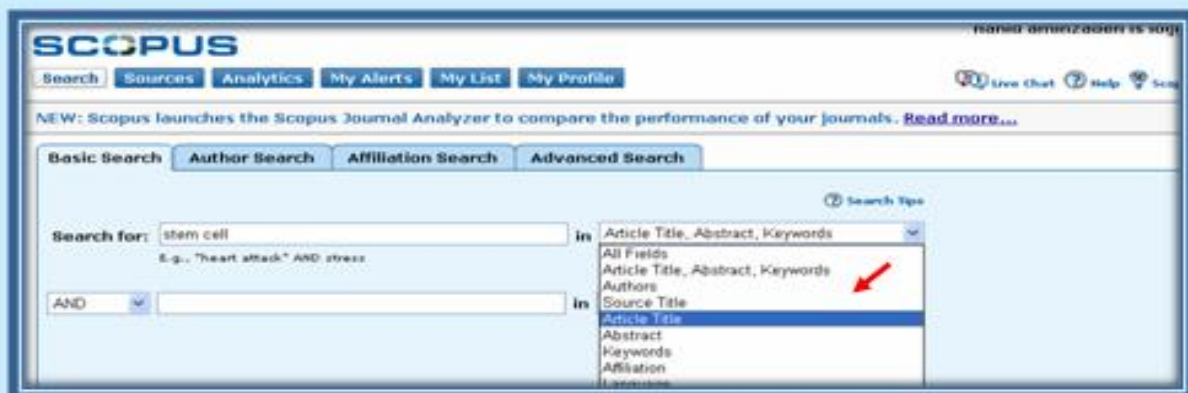 SCOPUS
Search Sources Analytics My Alerts My List My Profile
Live Chat Help
NEW: Scopus launches the Scopus Journal Analyzer to compare the performance of your journals. Read more...
Basic Search Author Search Affiliation Search Advanced Search
Search Tips
Search for: stem cell in Article Title, Abstract, Keywords
E.g., "heart attack" AND stress
All Fields
Article Title, Abstract, Keywords
Authors
AND in Source Title
Article Title
Abstract
Keywords
Affiliation
Language